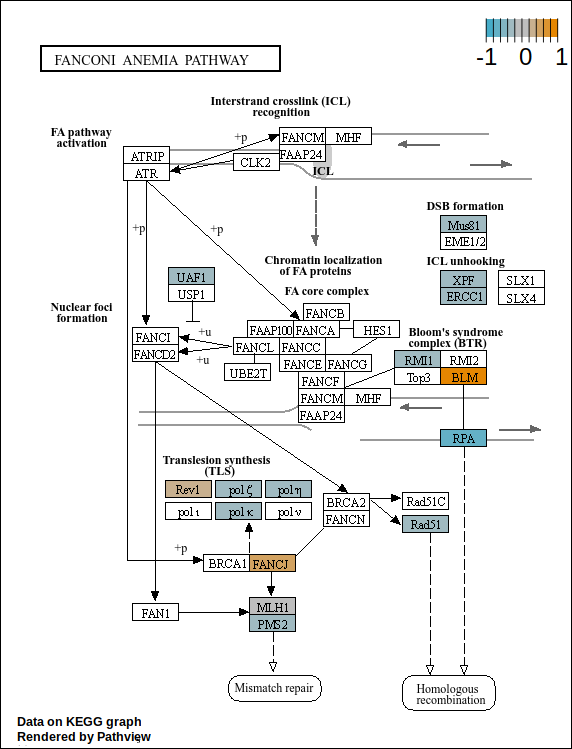 -1 0 1
FANCONI ANEMIA PATHWAY
Interstrand crosslink (ICL)
recognition
FA pathway
activation
+p
FANCM MHF
FAAP24
ATRIP
ATR
CLK2
ICL
+p
+p
DSB formation
Mus81
EME1/2
Chromatin localization
of FA proteins
ICL unhooking
XPF SLX1
ERCC1 SLX4
UAF1
USP1
FA core complex
Nuclear foci
formation
FANCB
FAAP100 FANCA HES1
FANCI
FANCD2
+u
+u
FANCL FANCC
Bloom's syndrome
complex (BTR)
UBE2T
FANCE FANCG
RMI1 RMI2
Top3 BLM
FANCF
FANCM MHF
FAAP24
RPA
Translesion synthesis
(TLS)
Rev1 pol ζ pol η
pol ι pol κ pol ν
BRCA2
FANCN
Rad51C
Rad51
+p
BRCA1 FANCJ
FAN1
MLH1
PMS2
Mismatch repair
Homologous
recombination
Data on KEGG graph
Rendered by Pathview